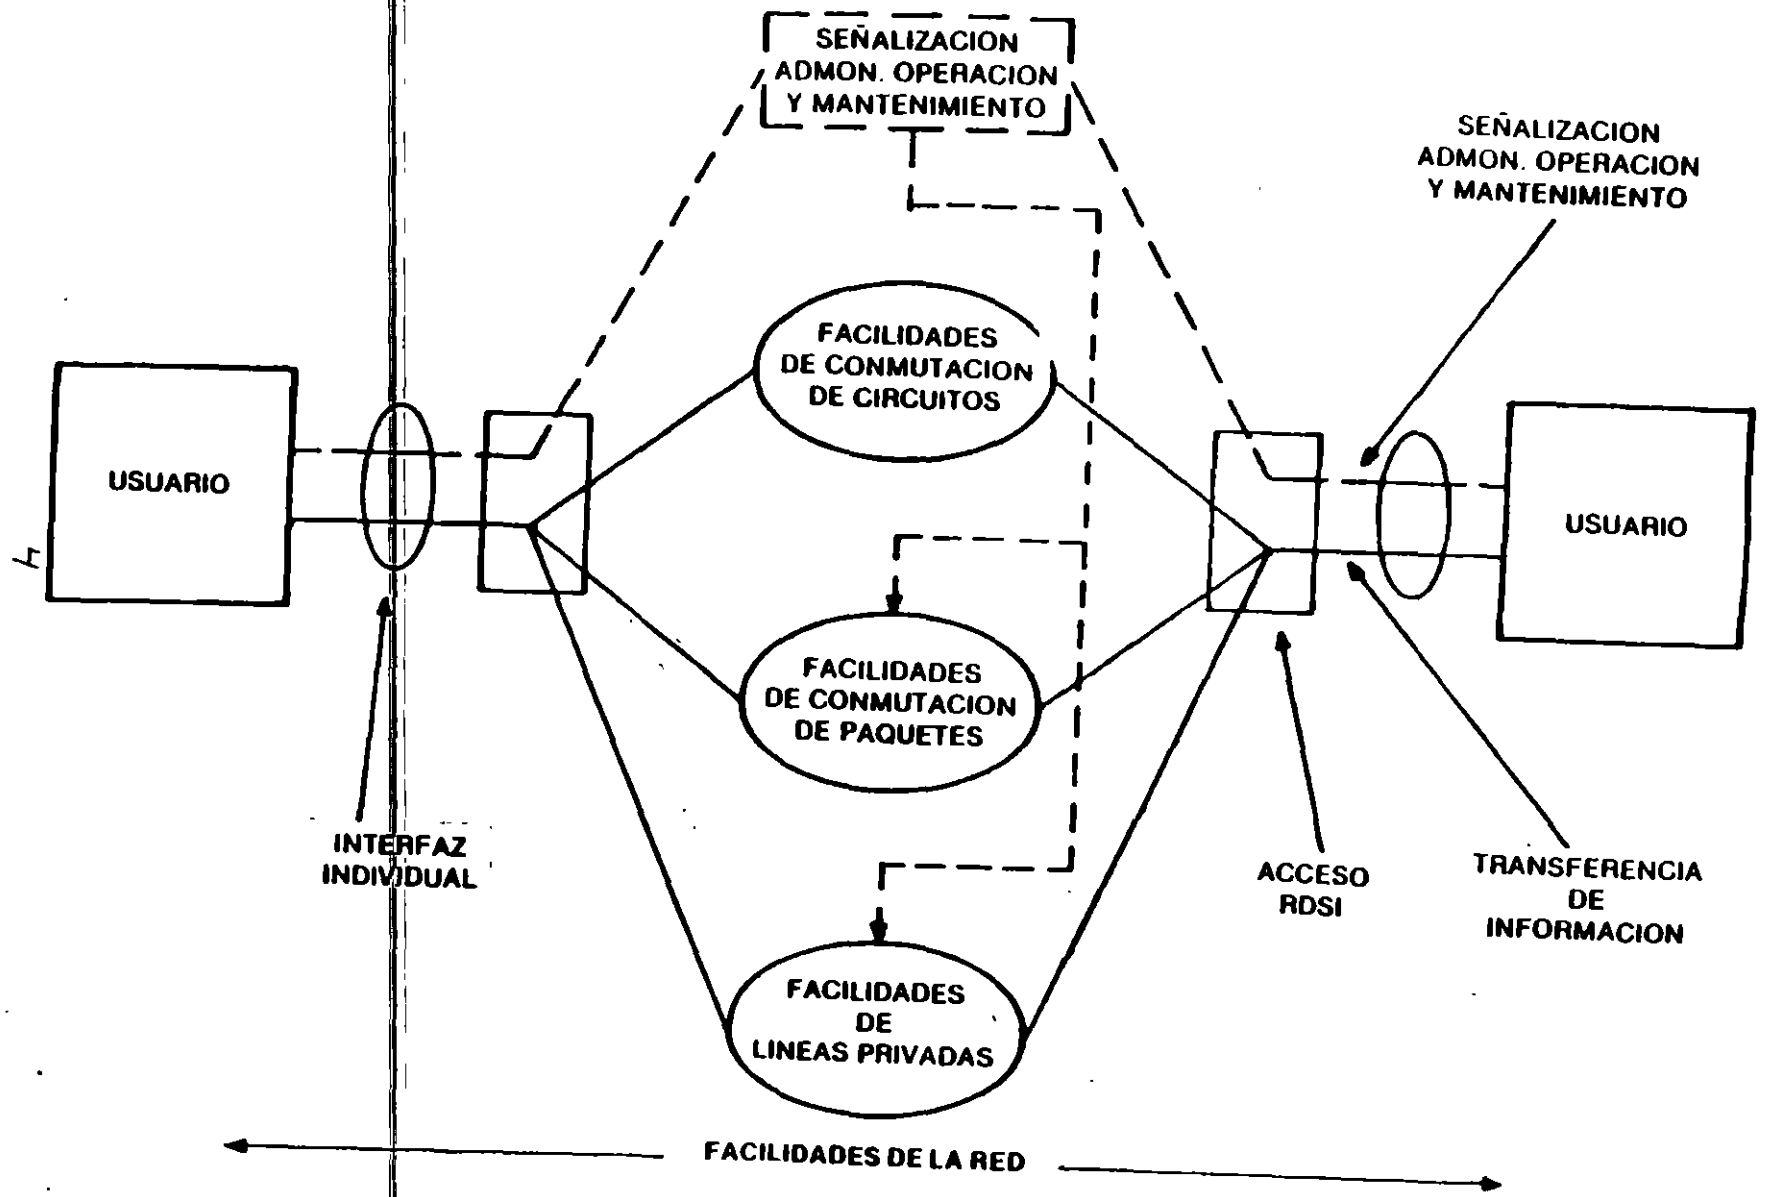 SEÑALIZACION
ADMON. OPERACION
Y MANTENIMIENTO
SEÑALIZACION
ADMON. OPERACION
Y MANTENIMIENTO
FACILIDADES
DE CONMUTACION
DE CIRCUITOS
USUARIO
USUARIO
FACILIDADES
DE CONMUTACION
DE PAQUETES
INTERFAZ
INDIVIDUAL
ACCESO
RDSI
TRANSFERENCIA
DE
INFORMACION
FACILIDADES
DE
LINEAS PRIVADAS
FACILIDADES DE LA RED